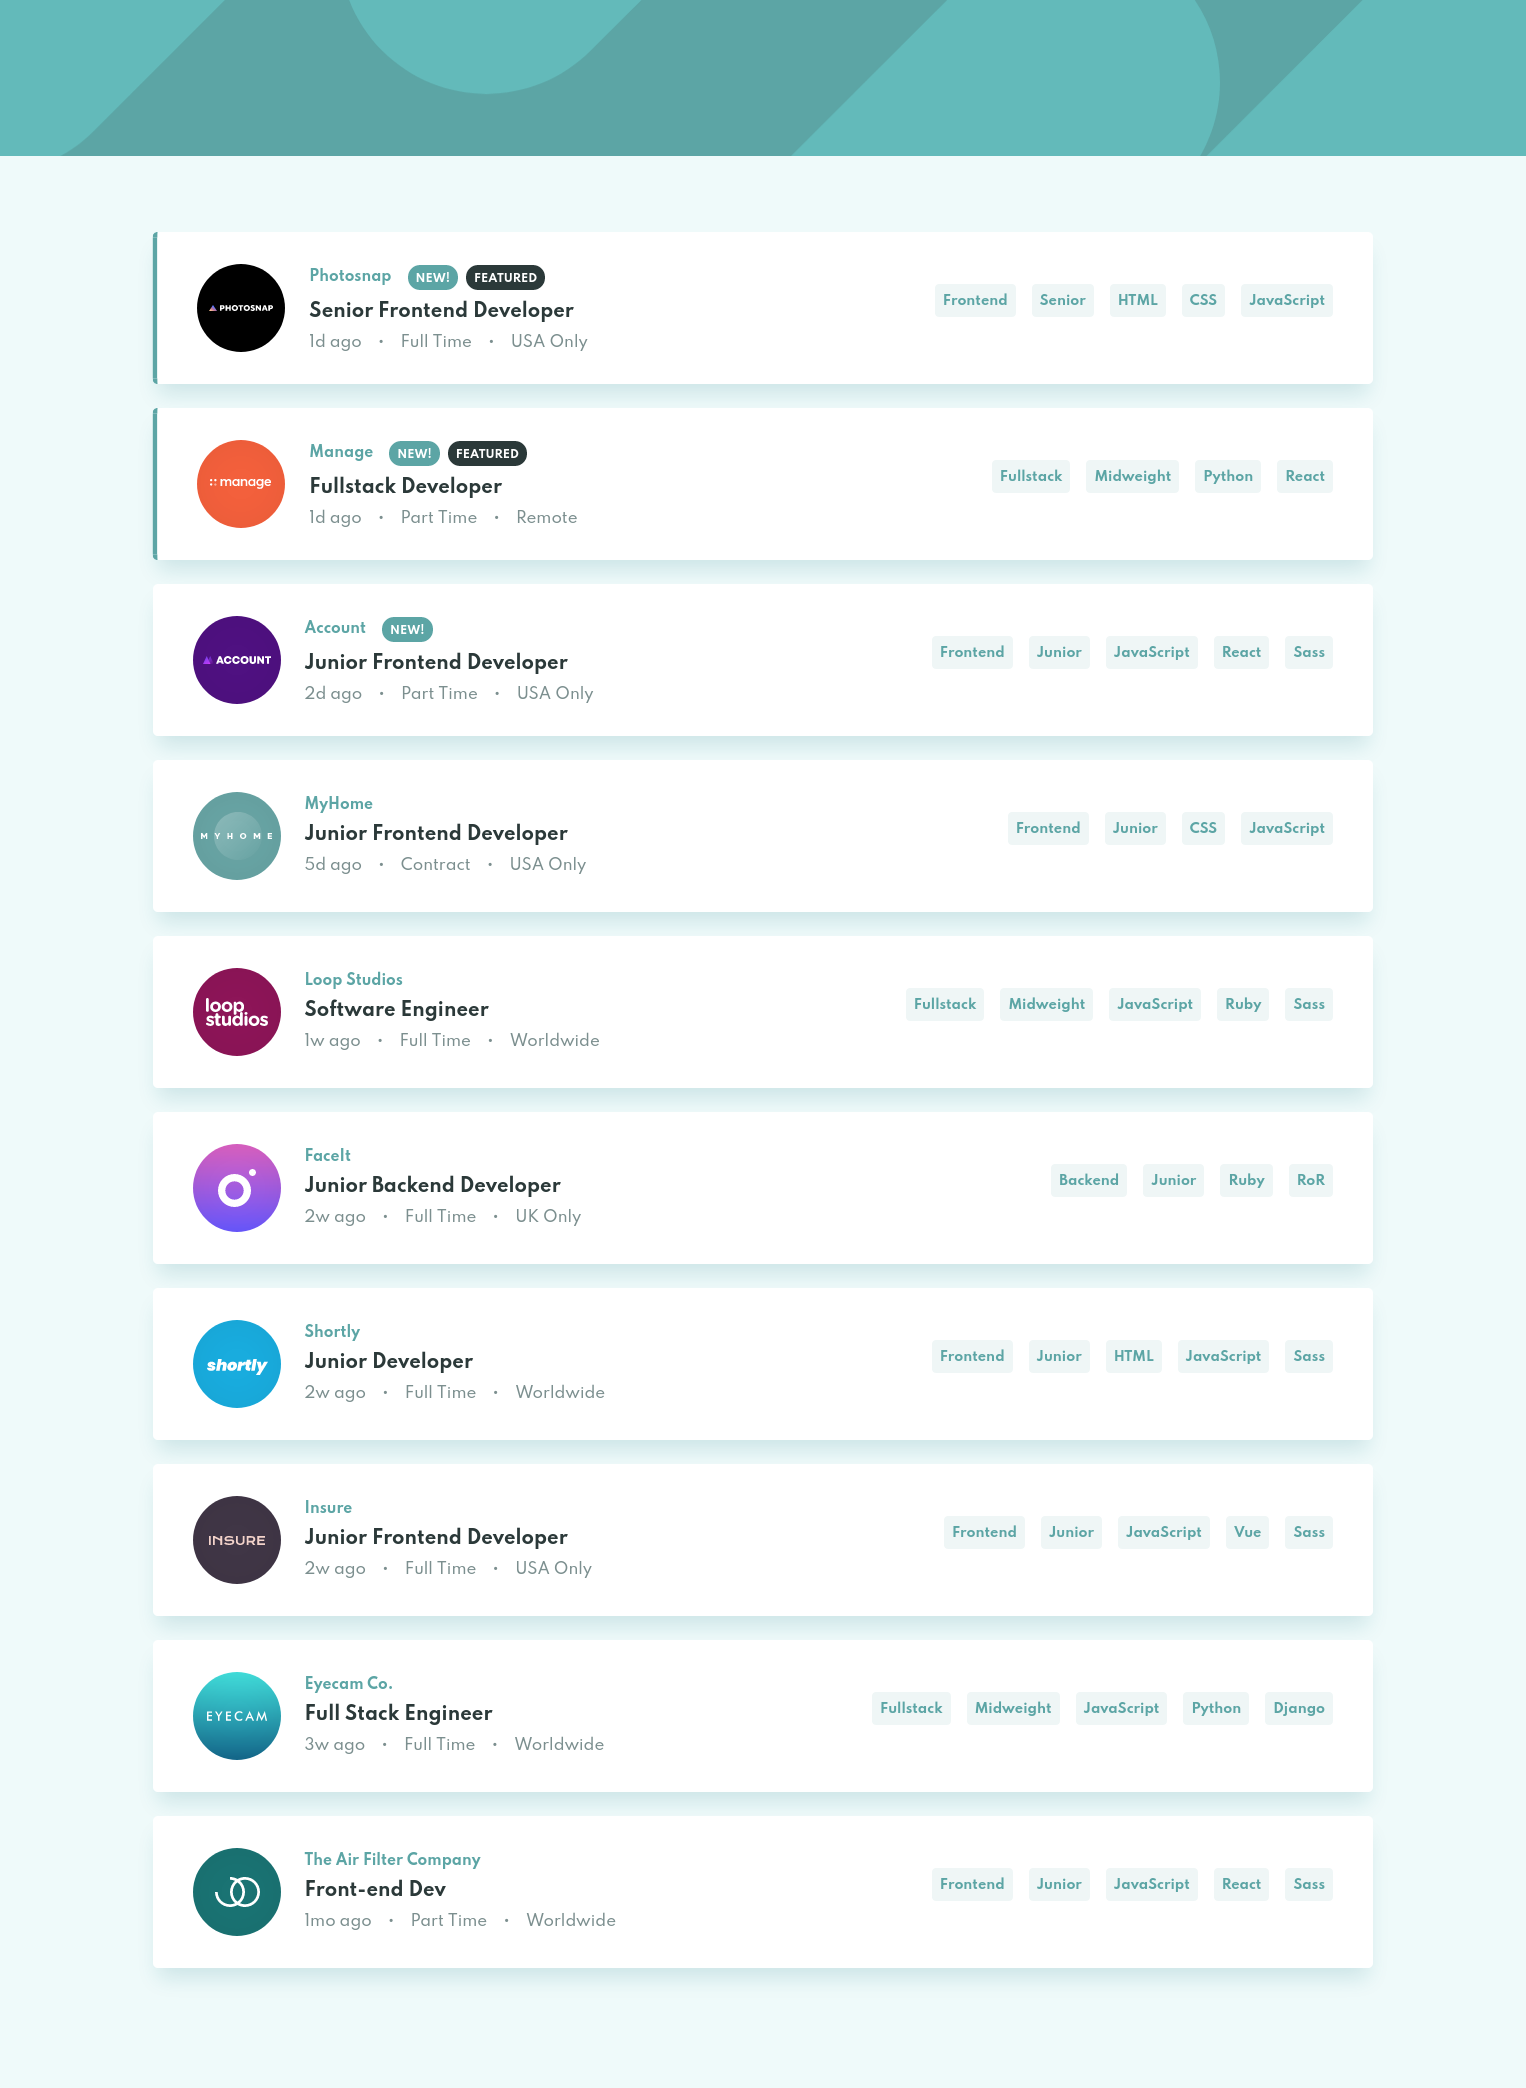 PHOTOSNAP
Photosnap NEW! FEATURED
Senior Frontend Developer
1d ago • Full Time • USA Only
Frontend Senior HTML CSS JavaScript
manage
Manage NEW! FEATURED
Fullstack Developer
1d ago • Part Time • Remote
Fullstack Midweight Python React
ACCOUNT
Account NEW!
Junior Frontend Developer
2d ago • Part Time • USA Only
Frontend Junior JavaScript React Sass
MYHOME
MyHome
Junior Frontend Developer
5d ago • Contract • USA Only
Frontend Junior CSS JavaScript
loop
studios
Loop Studios
Software Engineer
1w ago • Full Time • Worldwide
Fullstack Midweight JavaScript Ruby Sass
FaceIt
Junior Backend Developer
2w ago • Full Time • UK Only
Backend Junior Ruby RoR
shortly
Shortly
Junior Developer
2w ago • Full Time • Worldwide
Frontend Junior HTML JavaScript Sass
INSURE
Insure
Junior Frontend Developer
2w ago • Full Time • USA Only
Frontend Junior JavaScript Vue Sass
EYECAM
Eyecam Co.
Full Stack Engineer
3w ago • Full Time • Worldwide
Fullstack Midweight JavaScript Python Django
The Air Filter Company
Front-end Dev
1mo ago • Part Time • Worldwide
Frontend Junior JavaScript React Sass